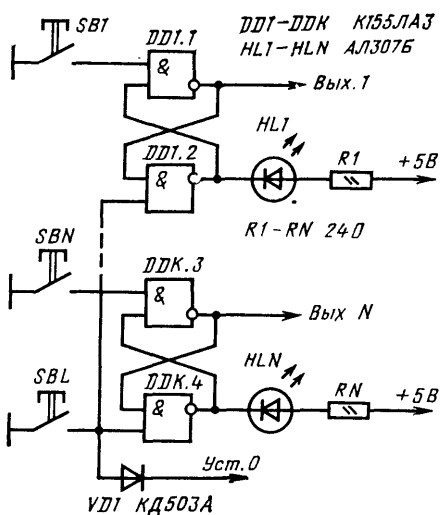 SB1
DD1.1
DD1-DDK К155ЛА3
HL1-HLN АЛ307Б
&
Вых.1
DD1.2
HL1
R1
+5В
&
R1-RN 240
SBN
DDK.3
&
Вых N
SBL
DDK.4
HLN
RN
+5В
&
Уст.0
VD1 КД503А